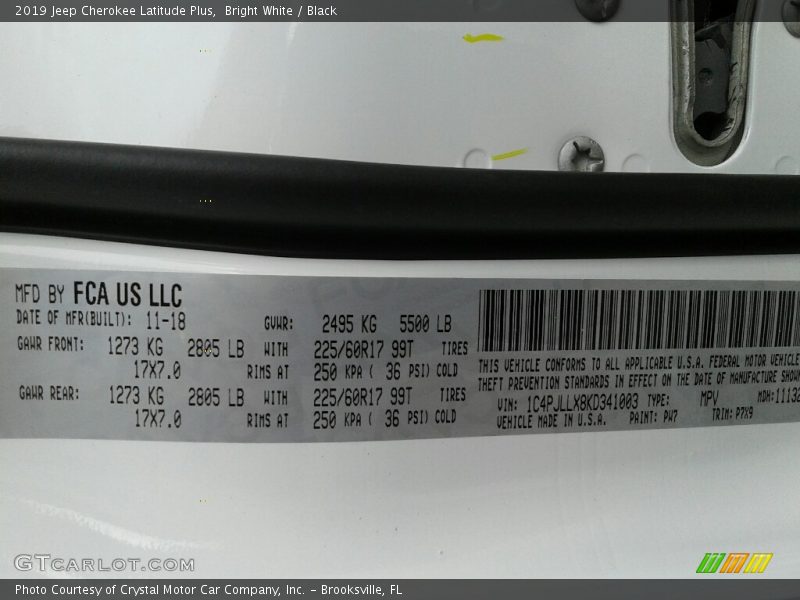 2019 Jeep Cherokee Latitude Plus,  Bright White / Black
MFD BY FCA US LLC
DATE OF MFR(BUILT): 11-18 GVWR: 2495 KG 5500 LB
GAWR FRONT: 1273 KG 2805 LB WITH 225/60R17 99T TIRES
17X7.0 RIMS AT 250 KPA ( 36 PSI) COLD
GAWR REAR: 1273 KG 2805 LB WITH 225/60R17 99T TIRES
17X7.0 RIMS AT 250 KPA ( 36 PSI) COLD
THIS VEHICLE CONFORMS TO ALL APPLICABLE U.S.A. FEDERAL MOTOR VEHICLE
THEFT PREVENTION STANDARDS IN EFFECT ON THE DATE OF MANUFACTURE SHOWN
VIN: 1C4PJLLX8KD341003 TYPE: MPV MDH:11132
VEHICLE MADE IN U.S.A. PAINT: PW7 TRIM: P7X9
GTCARLOT.COM
Photo Courtesy of Crystal Motor Car Company, Inc. – Brooksville, FL